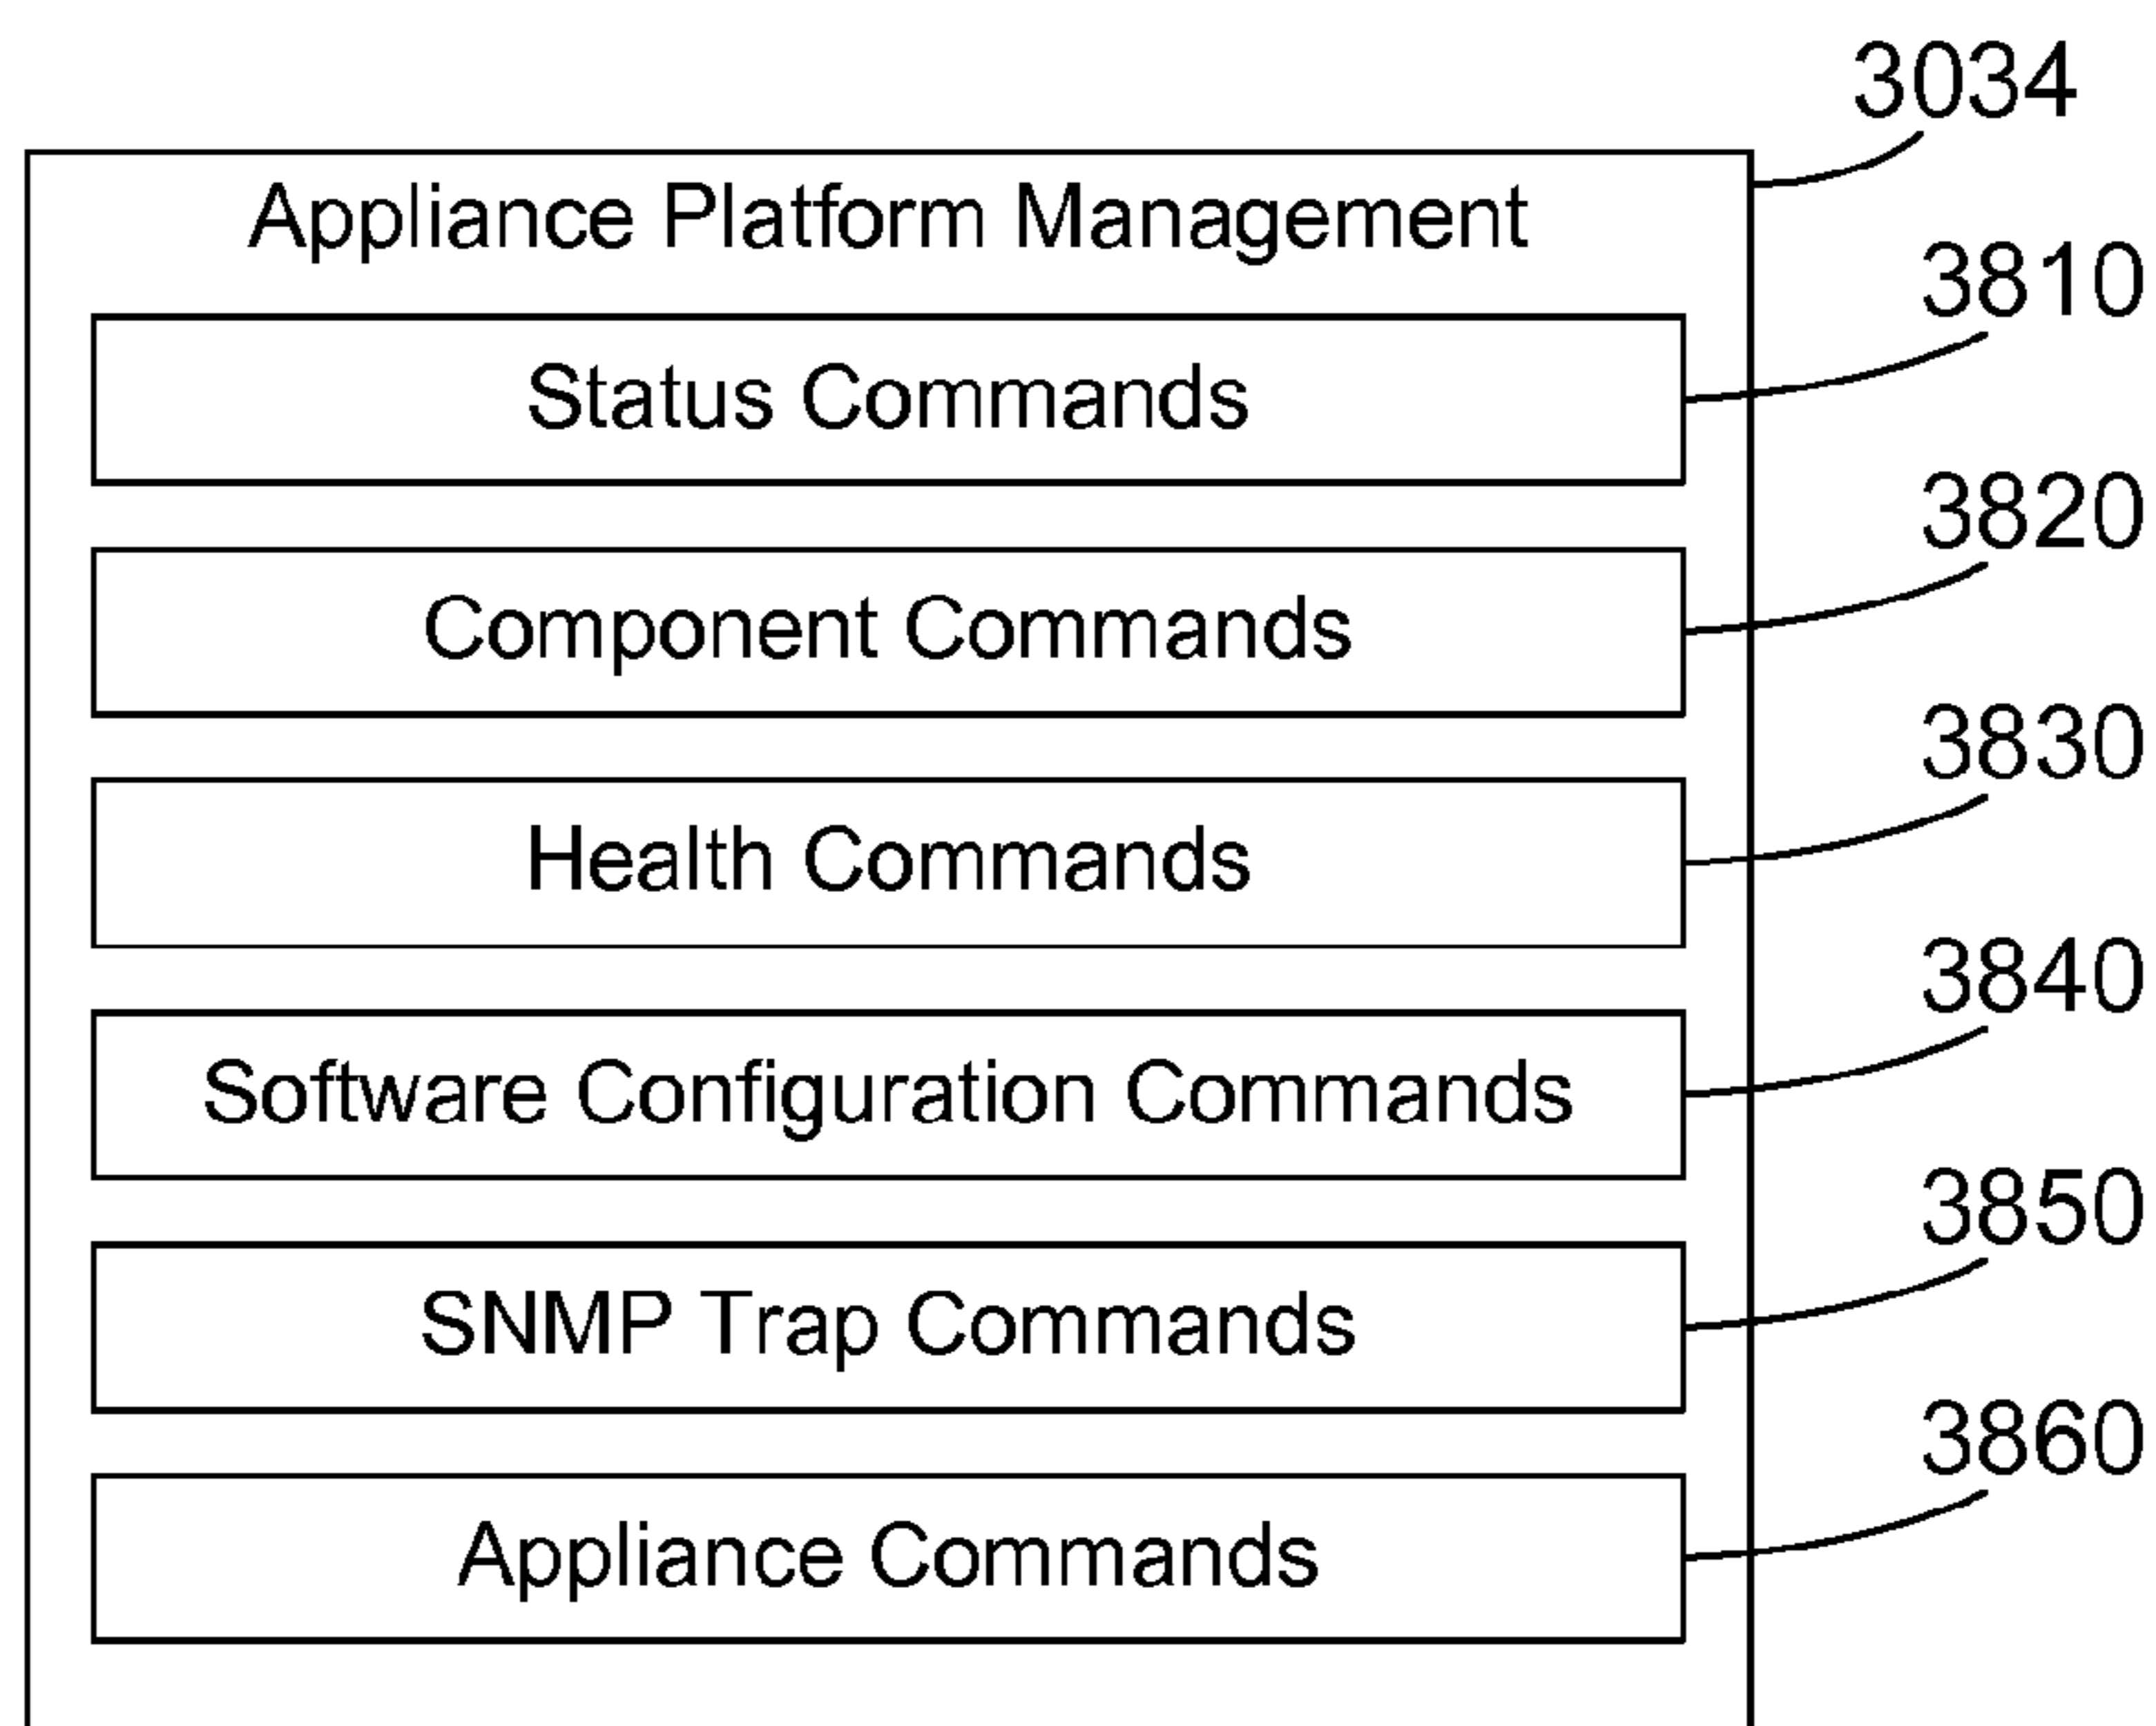 3034
Appliance Platform Management
3810
Status Commands
3820
Component Commands
3830
Health Commands
3840
Software Configuration Commands
3850
SNMP Trap Commands
3860
Appliance Commands